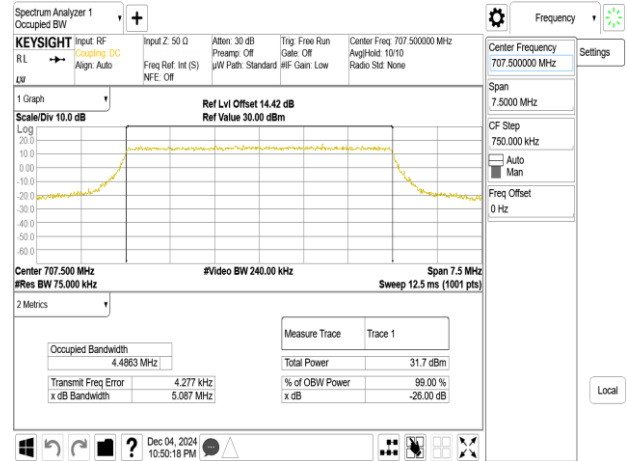 Spectrum Analyzer 1
Occupied BW
Frequency
KEYSIGHT
RL
LXI
Input: RF
Coupling: DC
Align: Auto
Input Z: 50 Ω
Freq Ref: Int (S)
NFE: Off
Atten: 30 dB
Preamp: Off
µW Path: Standard
Trig: Free Run
Gate: Off
#IF Gain: Low
Center Freq: 707.500000 MHz
Avg|Hold: 10/10
Radio Std: None
Center Frequency
707.500000 MHz
Settings
Span
7.5000 MHz
CF Step
750.000 kHz
Auto
Man
Freq Offset
0 Hz
Local
1 Graph
Scale/Div 10.0 dB
Ref Lvl Offset 14.42 dB
Ref Value 30.00 dBm
Log
20.0
10.0
0.00
-10.0
-20.0
-30.0
-40.0
-50.0
-60.0
Center 707.500 MHz
#Video BW 240.00 kHz
Span 7.5 MHz
#Res BW 75.000 kHz
Sweep 12.5 ms (1001 pts)
2 Metrics
Measure Trace Trace 1
Occupied Bandwidth
4.4863 MHz
Total Power 31.7 dBm
Transmit Freq Error 4.277 kHz
% of OBW Power 99.00 %
x dB Bandwidth 5.087 MHz
x dB -26.00 dB
?
Dec 04, 2024
10:50:18 PM